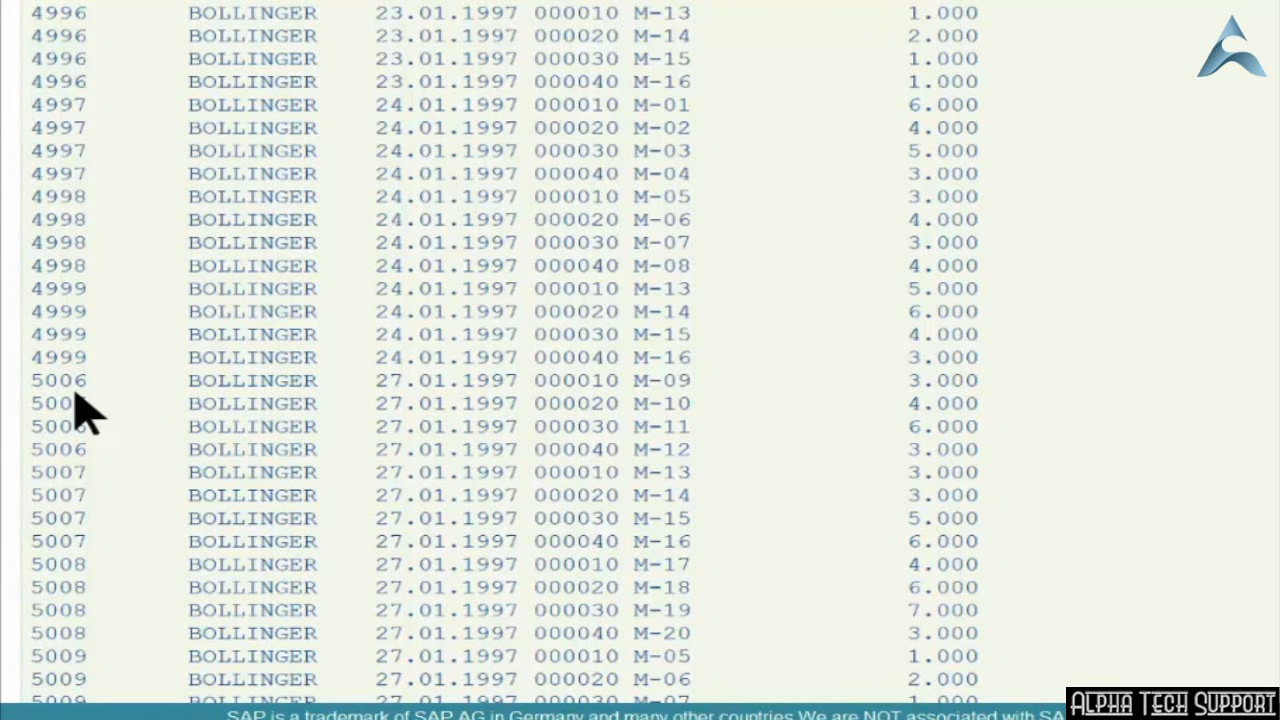 4996 BOLLINGER 23.01.1997 000010 M-13 1.000
4996 BOLLINGER 23.01.1997 000020 M-14 2.000
4996 BOLLINGER 23.01.1997 000030 M-15 1.000
4996 BOLLINGER 23.01.1997 000040 M-16 1.000
4997 BOLLINGER 24.01.1997 000010 M-01 6.000
4997 BOLLINGER 24.01.1997 000020 M-02 4.000
4997 BOLLINGER 24.01.1997 000030 M-03 5.000
4997 BOLLINGER 24.01.1997 000040 M-04 3.000
4998 BOLLINGER 24.01.1997 000010 M-05 3.000
4998 BOLLINGER 24.01.1997 000020 M-06 4.000
4998 BOLLINGER 24.01.1997 000030 M-07 3.000
4998 BOLLINGER 24.01.1997 000040 M-08 4.000
4999 BOLLINGER 24.01.1997 000010 M-13 5.000
4999 BOLLINGER 24.01.1997 000020 M-14 6.000
4999 BOLLINGER 24.01.1997 000030 M-15 4.000
4999 BOLLINGER 24.01.1997 000040 M-16 3.000
5006 BOLLINGER 27.01.1997 000010 M-09 3.000
BOLLINGER 27.01.1997 000020 M-10 4.000
5006 BOLLINGER 27.01.1997 000030 M-11 6.000
5006 BOLLINGER 27.01.1997 000040 M-12 3.000
5007 BOLLINGER 27.01.1997 000010 M-13 3.000
5007 BOLLINGER 27.01.1997 000020 M-14 3.000
5007 BOLLINGER 27.01.1997 000030 M-15 5.000
5007 BOLLINGER 27.01.1997 000040 M-16 6.000
5008 BOLLINGER 27.01.1997 000010 M-17 4.000
5008 BOLLINGER 27.01.1997 000020 M-18 6.000
5008 BOLLINGER 27.01.1997 000030 M-19 7.000
5008 BOLLINGER 27.01.1997 000040 M-20 3.000
5009 BOLLINGER 27.01.1997 000010 M-05 1.000
5009 BOLLINGER 27.01.1997 000020 M-06 2.000
5009 BOLLINGER 27.01.1997 000030 M-07 1.000
SAP is a trademark of SAP AG in Germany and many other countries We are NOT associated with SA
ALPHA TECH SUPPORT